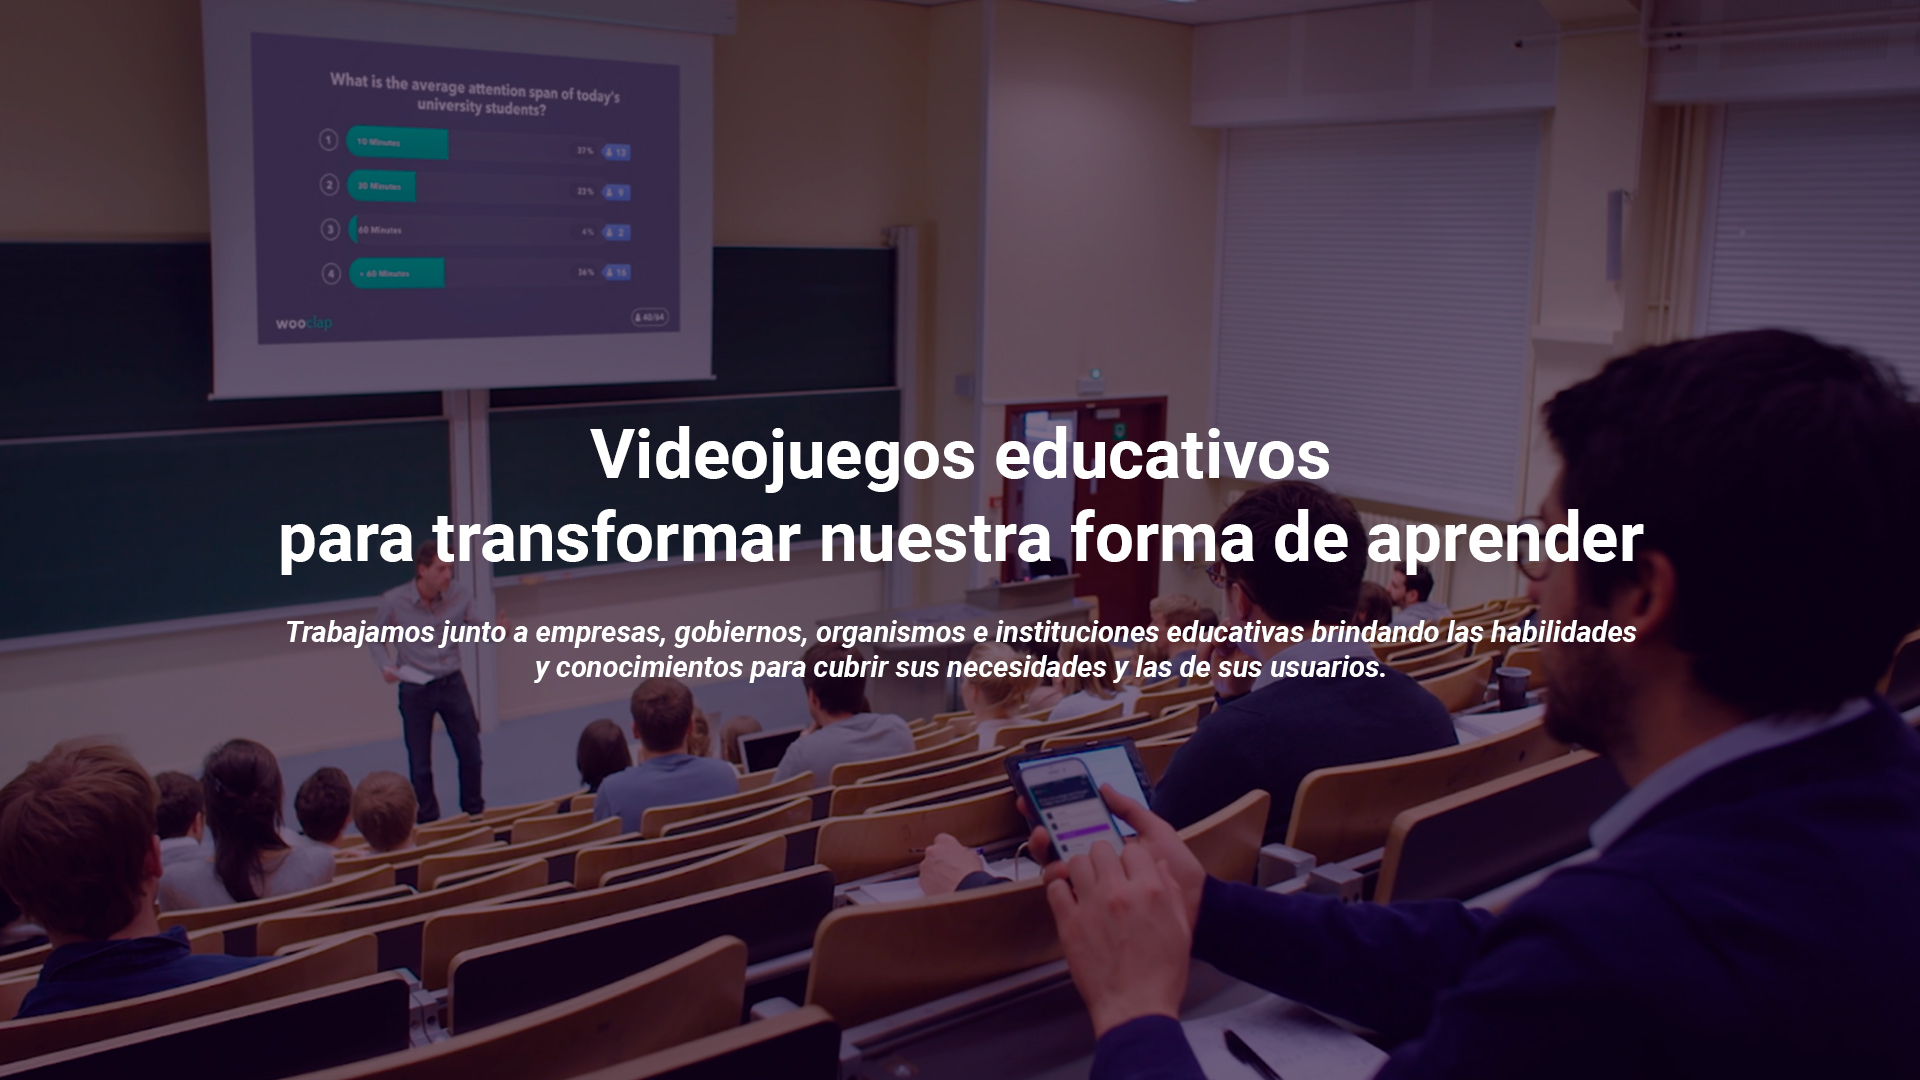 What is the average attention span of today's
university students?
1 10 Minutes 37% 13
2 30 Minutes 22% 9
3 60 Minutes 4% 2
4 > 60 Minutes 36% 16
wooclap 40/64
Videojuegos educativos
para transformar nuestra forma de aprender
Trabajamos junto a empresas, gobiernos, organismos e instituciones educativas brindando las habilidades
y conocimientos para cubrir sus necesidades y las de sus usuarios.